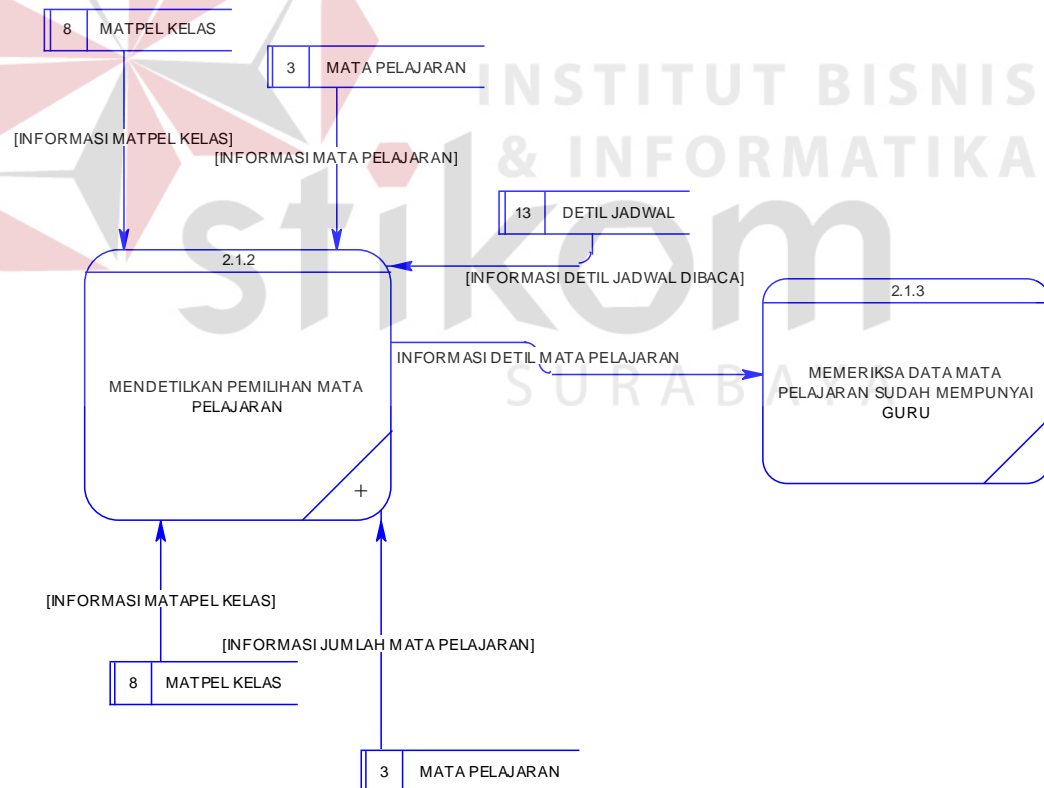 8 MATPEL KELAS
3 MATA PELAJARAN
INSTITUT BISNIS
& INFORMATIKA
stikom
SURABAYA
[INFORMASI MATPEL KELAS]
[INFORMASI MATA PELAJARAN]
13 DETIL JADWAL
[INFORMASI DETIL JADWAL DIBACA]
2.1.2
MENDETILKAN PEMILIHAN MATA
PELAJARAN
+
INFORMASI DETIL MATA PELAJARAN
2.1.3
MEMERIKSA DATA MATA
PELAJARAN SUDAH MEMPUNYAI
GURU
[INFORMASI MATAPEL KELAS]
[INFORMASI JUMLAH MATA PELAJARAN]
8 MATPEL KELAS
3 MATA PELAJARAN